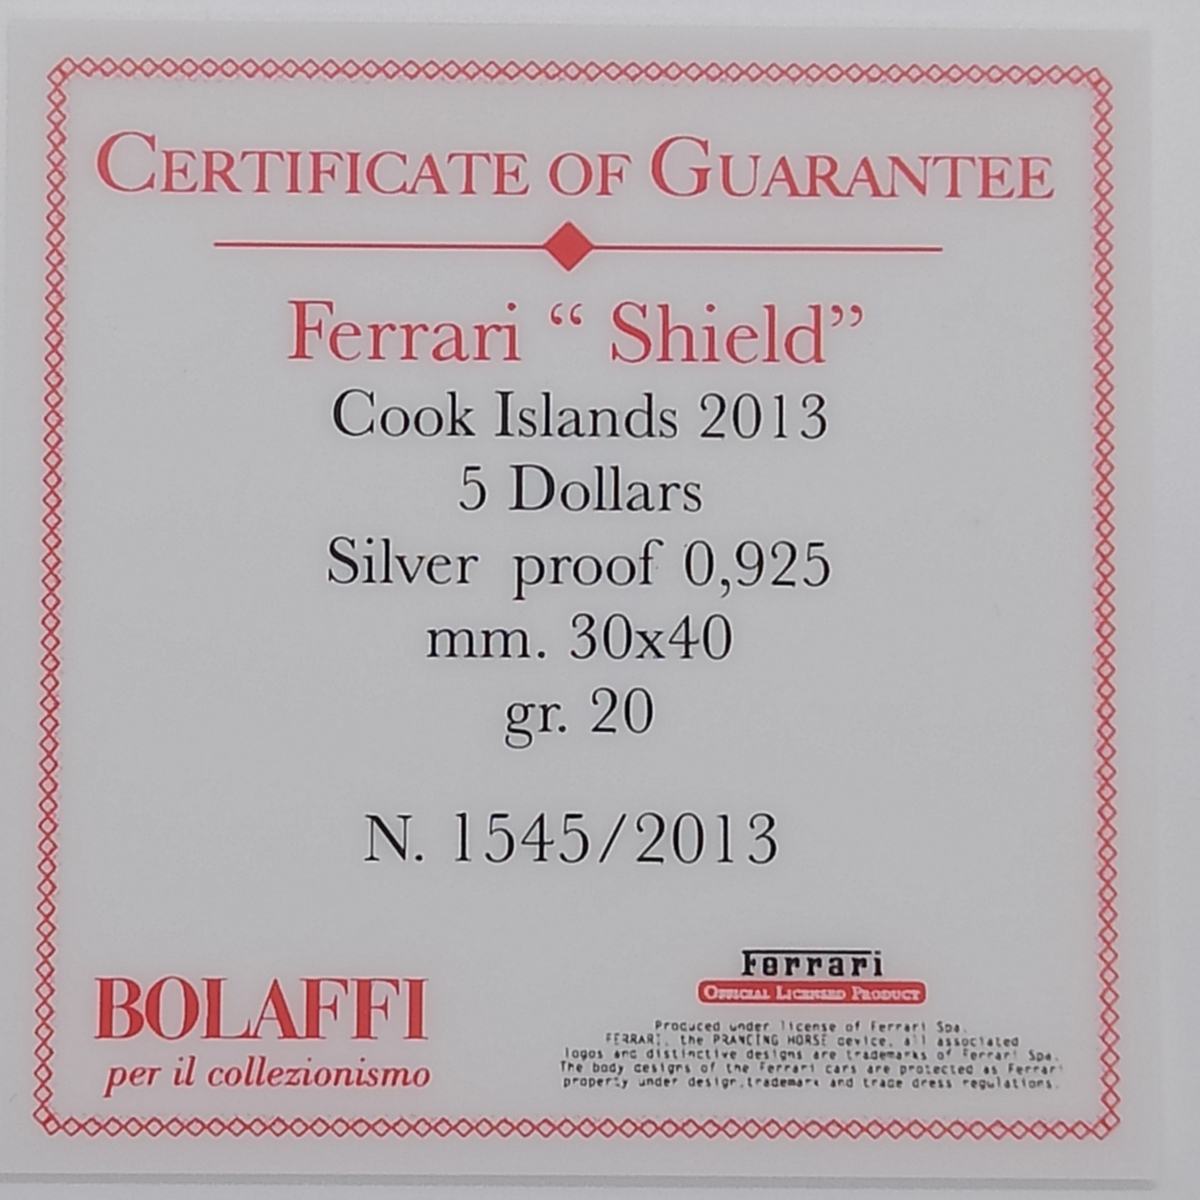 CERTIFICATE OF GUARANTEE
Ferrari “ Shield”
Cook Islands 2013
5 Dollars
Silver proof 0,925
mm. 30x40
gr. 20
N. 1545/2013
BOLAFFI
per il collezionismo
Ferrari
OFFICIAL LICENSED PRODUCT
Produced under license of Ferrari Spa.
FERRARI, the PRANCING HORSE device, all associated
logos and distinctive designs are trademarks of Ferrari Spa.
The body designs of the Ferrari cars are protected as Ferrari
property under design,trademark and trade dress regulations.